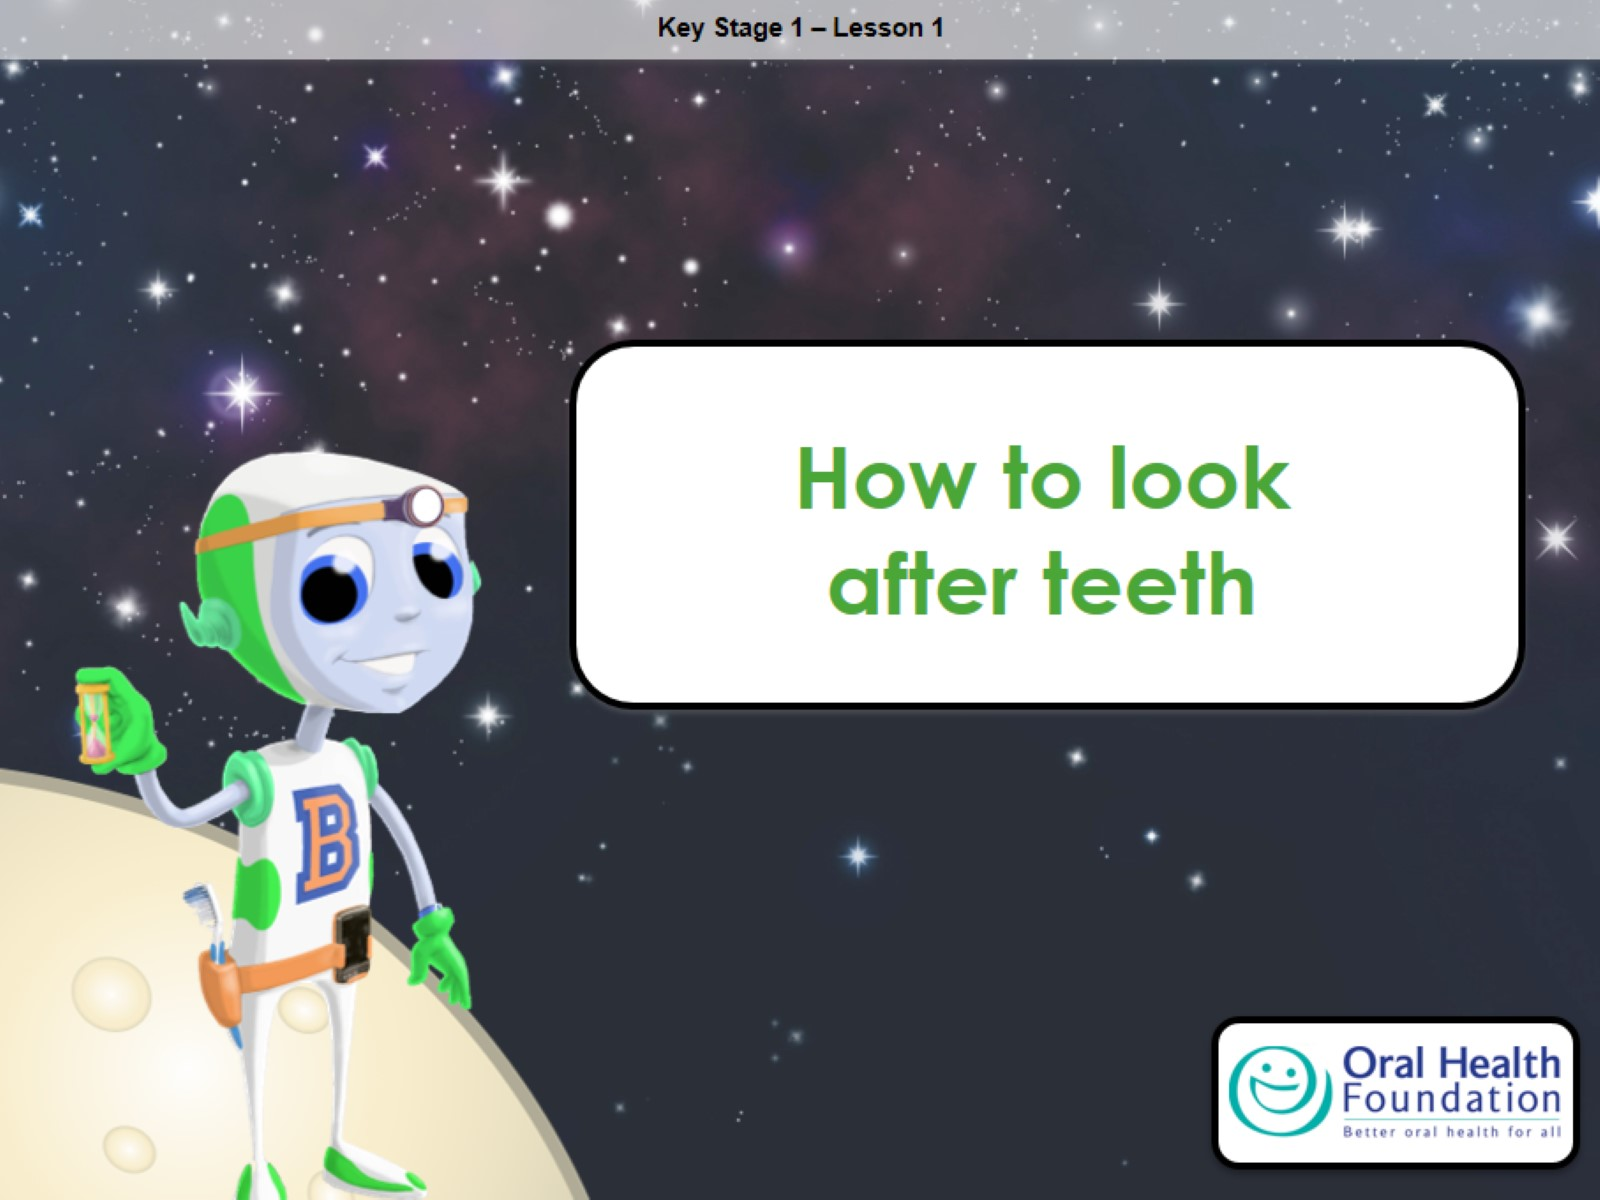 Key Stage 1 – Lesson 1
How to look
after teeth
B
Oral Health
Foundation
Better oral health for all